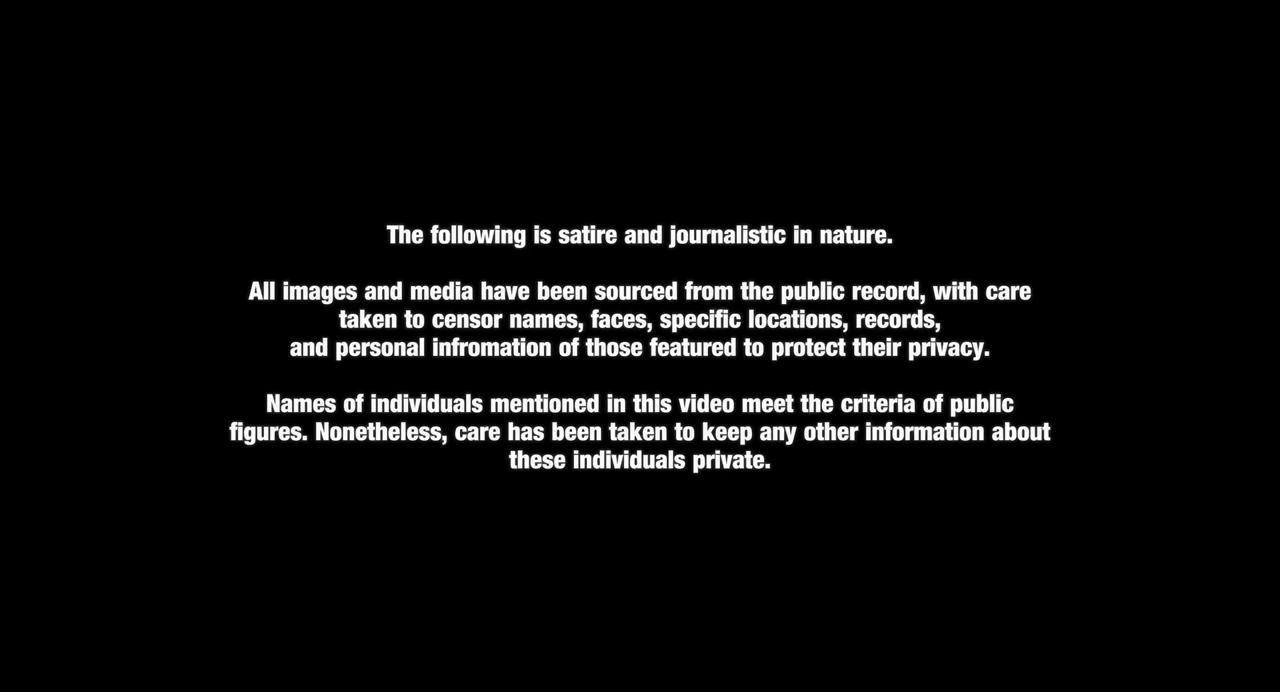 The following is satire and journalistic in nature.
All images and media have been sourced from the public record, with care
taken to censor names, faces, specific locations, records,
and personal infromation of those featured to protect their privacy.
Names of individuals mentioned in this video meet the criteria of public
figures. Nonetheless, care has been taken to keep any other information about
these individuals private.